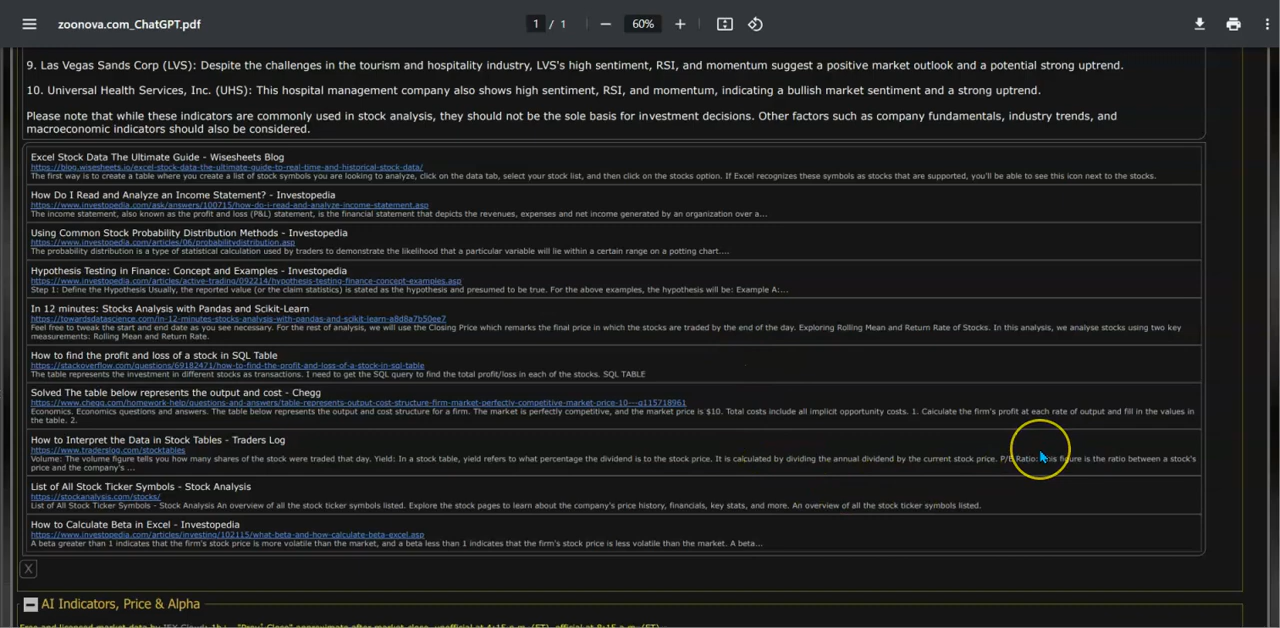 zoonova.com_ChatGPT.pdf
1 / 1
60%
9. Las Vegas Sands Corp (LVS): Despite the challenges in the tourism and hospitality industry, LVS's high sentiment, RSI, and momentum suggest a positive market outlook and a potential strong uptrend.
10. Universal Health Services, Inc. (UHS): This hospital management company also shows high sentiment, RSI, and momentum, indicating a bullish market sentiment and a strong uptrend.
Please note that while these indicators are commonly used in stock analysis, they should not be the sole basis for investment decisions. Other factors such as company fundamentals, industry trends, and
macroeconomic indicators should also be considered.
Excel Stock Data The Ultimate Guide - Wisesheets Blog
https://blog.wisesheets.io/excel-stock-data-the-ultimate-guide-to-real-time-and-historical-stock-data/
The first way is to create a table where you create a list of stock symbols you are looking to analyze, click on the data tab, select your stock list, and then click on the stocks option. If Excel recognizes these symbols as stocks that are supported, you'll be able to see this icon next to the stocks.
How Do I Read and Analyze an Income Statement? - Investopedia
https://www.investopedia.com/ask/answers/100715/how-do-i-read-and-analyze-income-statement.asp
The income statement, also known as the profit and loss (P&L) statement, is the financial statement that depicts the revenues, expenses and net income generated by an organization over a...
Using Common Stock Probability Distribution Methods - Investopedia
https://www.investopedia.com/articles/06/probabilitydistribution.asp
The probability distribution is a type of statistical calculation used by traders to demonstrate the likelihood that a particular variable will lie within a certain range on a potting chart....
Hypothesis Testing in Finance: Concept and Examples - Investopedia
https://www.investopedia.com/articles/active-trading/092214/hypothesis-testing-finance-concept-examples.asp
Step 1: Define the Hypothesis Usually, the reported value (or the claim statistics) is stated as the hypothesis and presumed to be true. For the above examples, the hypothesis will be: Example A:...
In 12 minutes: Stocks Analysis with Pandas and Scikit-Learn
https://towardsdatascience.com/in-12-minutes-stocks-analysis-with-pandas-and-scikit-learn-a8d8a7b50ee7
Feel free to tweak the start and end date as you see necessary. For the rest of analysis, we will use the Closing Price which remarks the final price in which the stocks are traded by the end of the day. Exploring Rolling Mean and Return Rate of Stocks. In this analysis, we analyse stocks using two key
measurements: Rolling Mean and Return Rate.
How to find the profit and loss of a stock in SQL Table
https://stackoverflow.com/questions/69182471/how-to-find-the-profit-and-loss-of-a-stock-in-sql-table
The table represents the investment in different stocks as transactions. I need to get the SQL query to find the total profit/loss in each of the stocks. SQL TABLE
Solved The table below represents the output and cost - Chegg
https://www.chegg.com/homework-help/questions-and-answers/table-represents-output-cost-structure-firm-market-perfectly-competitive-market-price-10---q115718961
Economics. Economics questions and answers. The table below represents the output and cost structure for a firm. The market is perfectly competitive, and the market price is $10. Total costs include all implicit opportunity costs. 1. Calculate the firm's profit at each rate of output and fill in the values in
the table. 2.
How to Interpret the Data in Stock Tables - Traders Log
https://www.traderslog.com/stocktables
Volume: The volume figure tells you how many shares of the stock were traded that day. Yield: In a stock table, yield refers to what percentage the dividend is to the stock price. It is calculated by dividing the annual dividend by the current stock price. P/E Ratio: This figure is the ratio between a stock's
price and the company's ...
List of All Stock Ticker Symbols - Stock Analysis
https://stockanalysis.com/stocks/
List of All Stock Ticker Symbols - Stock Analysis An overview of all the stock ticker symbols listed. Explore the stock pages to learn about the company's price history, financials, key stats, and more. An overview of all the stock ticker symbols listed.
How to Calculate Beta in Excel - Investopedia
https://www.investopedia.com/articles/investing/102115/what-beta-and-how-calculate-beta-excel.asp
A beta greater than 1 indicates that the firm's stock price is more volatile than the market, and a beta less than 1 indicates that the firm's stock price is less volatile than the market. A beta...
X
AI Indicators, Price & Alpha